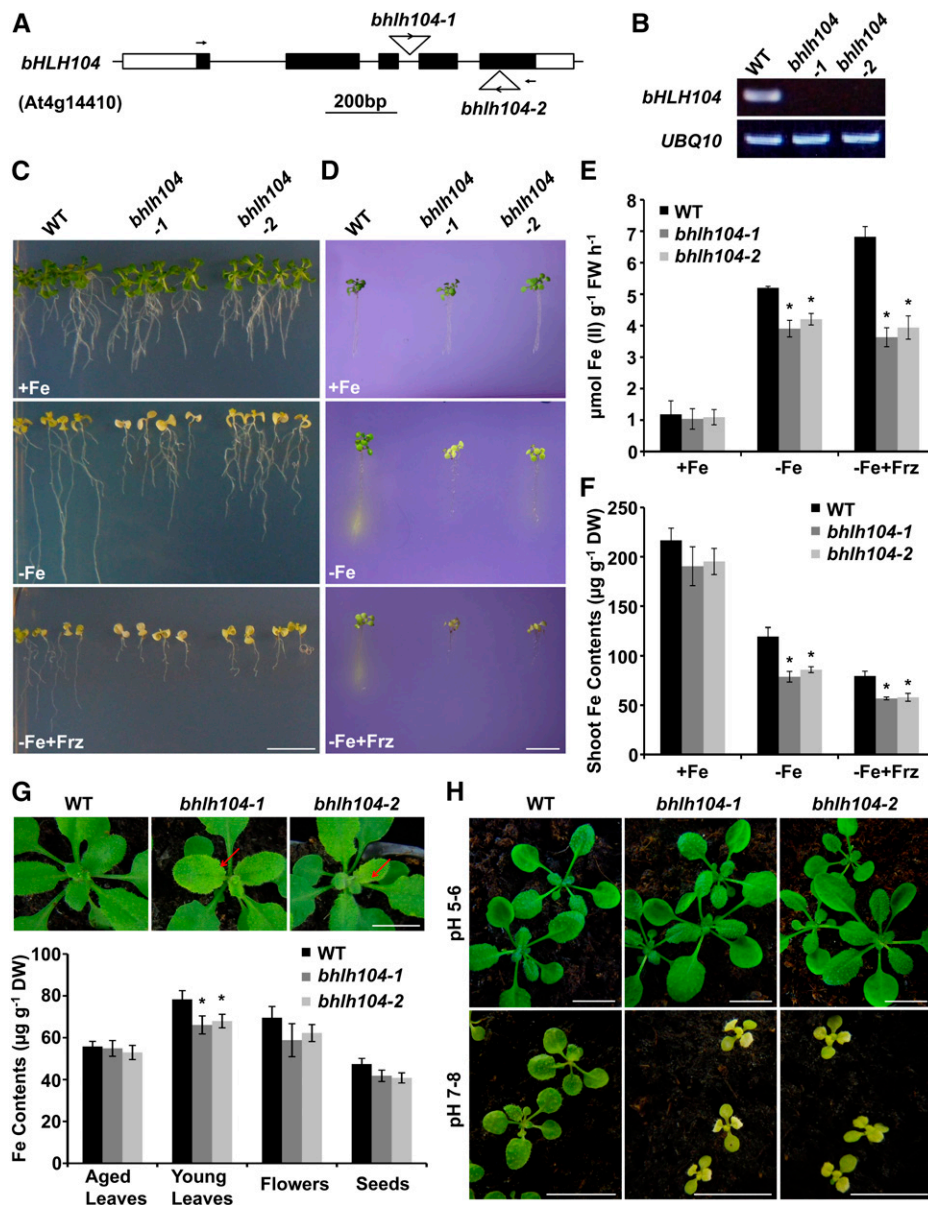 A
bhlh104-1
bHLH104
(At4g14410)
200bp
bhlh104-2
B
WT
bhlh104
-1
bhlh104
-2
bHLH104
UBQ10
C
WT
bhlh104
-1
bhlh104
-2
+Fe
-Fe
-Fe+Frz
D
WT
bhlh104
-1
bhlh104
-2
+Fe
-Fe
-Fe+Frz
E
µmol Fe (II) g-1 FW h-1
8
7
6
5
4
3
2
1
0
WT
bhlh104-1
bhlh104-2
* *
* *
+Fe
-Fe
-Fe+Frz
F
Shoot Fe Contents (µg g-1 DW)
250
200
150
100
50
0
WT
bhlh104-1
bhlh104-2
* *
* *
+Fe
-Fe
-Fe+Frz
G
WT
bhlh104-1
bhlh104-2
Fe Contents (µg g-1 DW)
100
80
60
40
20
0
WT
bhlh104-1
bhlh104-2
* *
Aged
Leaves
Young
Leaves
Flowers
Seeds
H
WT
bhlh104-1
bhlh104-2
pH 5-6
pH 7-8